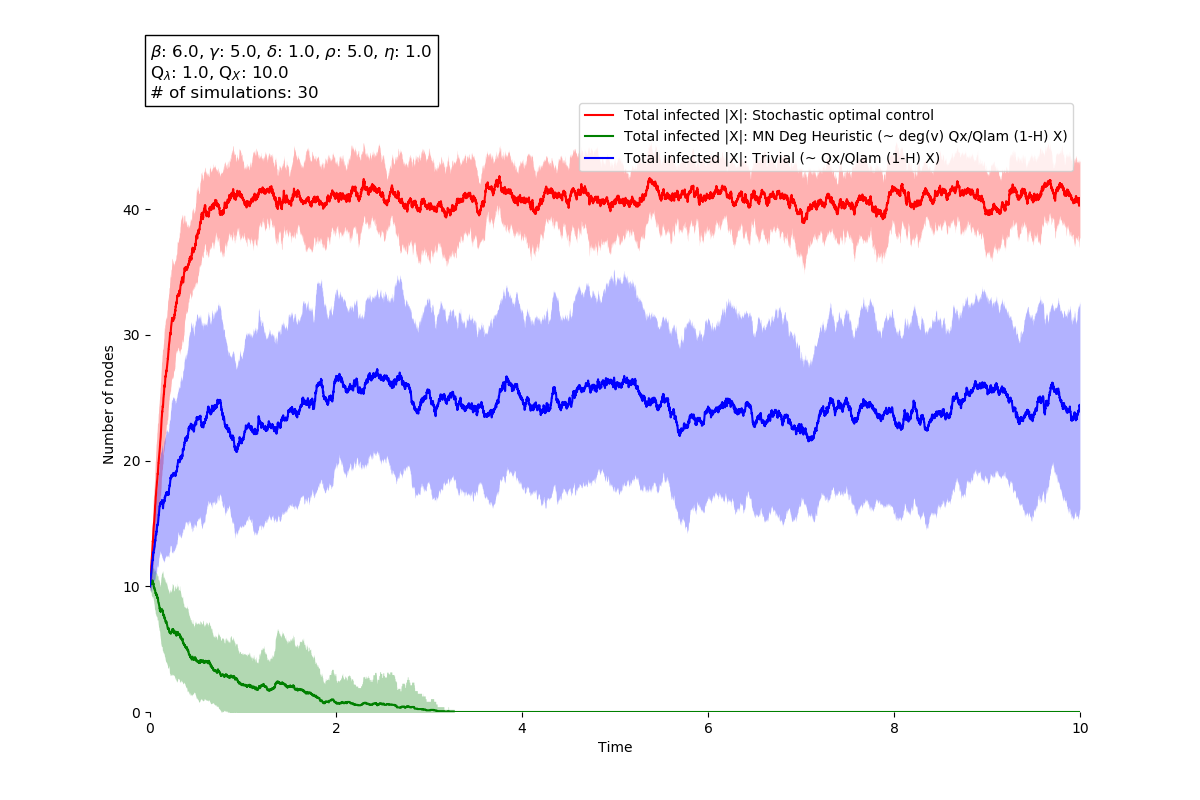 β: 6.0, γ: 5.0, δ: 1.0, ρ: 5.0, η: 1.0
Qλ: 1.0, QX: 10.0
# of simulations: 30
Total infected |X|: Stochastic optimal control
Total infected |X|: MN Deg Heuristic (~ deg(v) Qx/Qlam (1-H) X)
Total infected |X|: Trivial (~ Qx/Qlam (1-H) X)
40
30
20
10
0
Number of nodes
0 2 4 6 8 10
Time